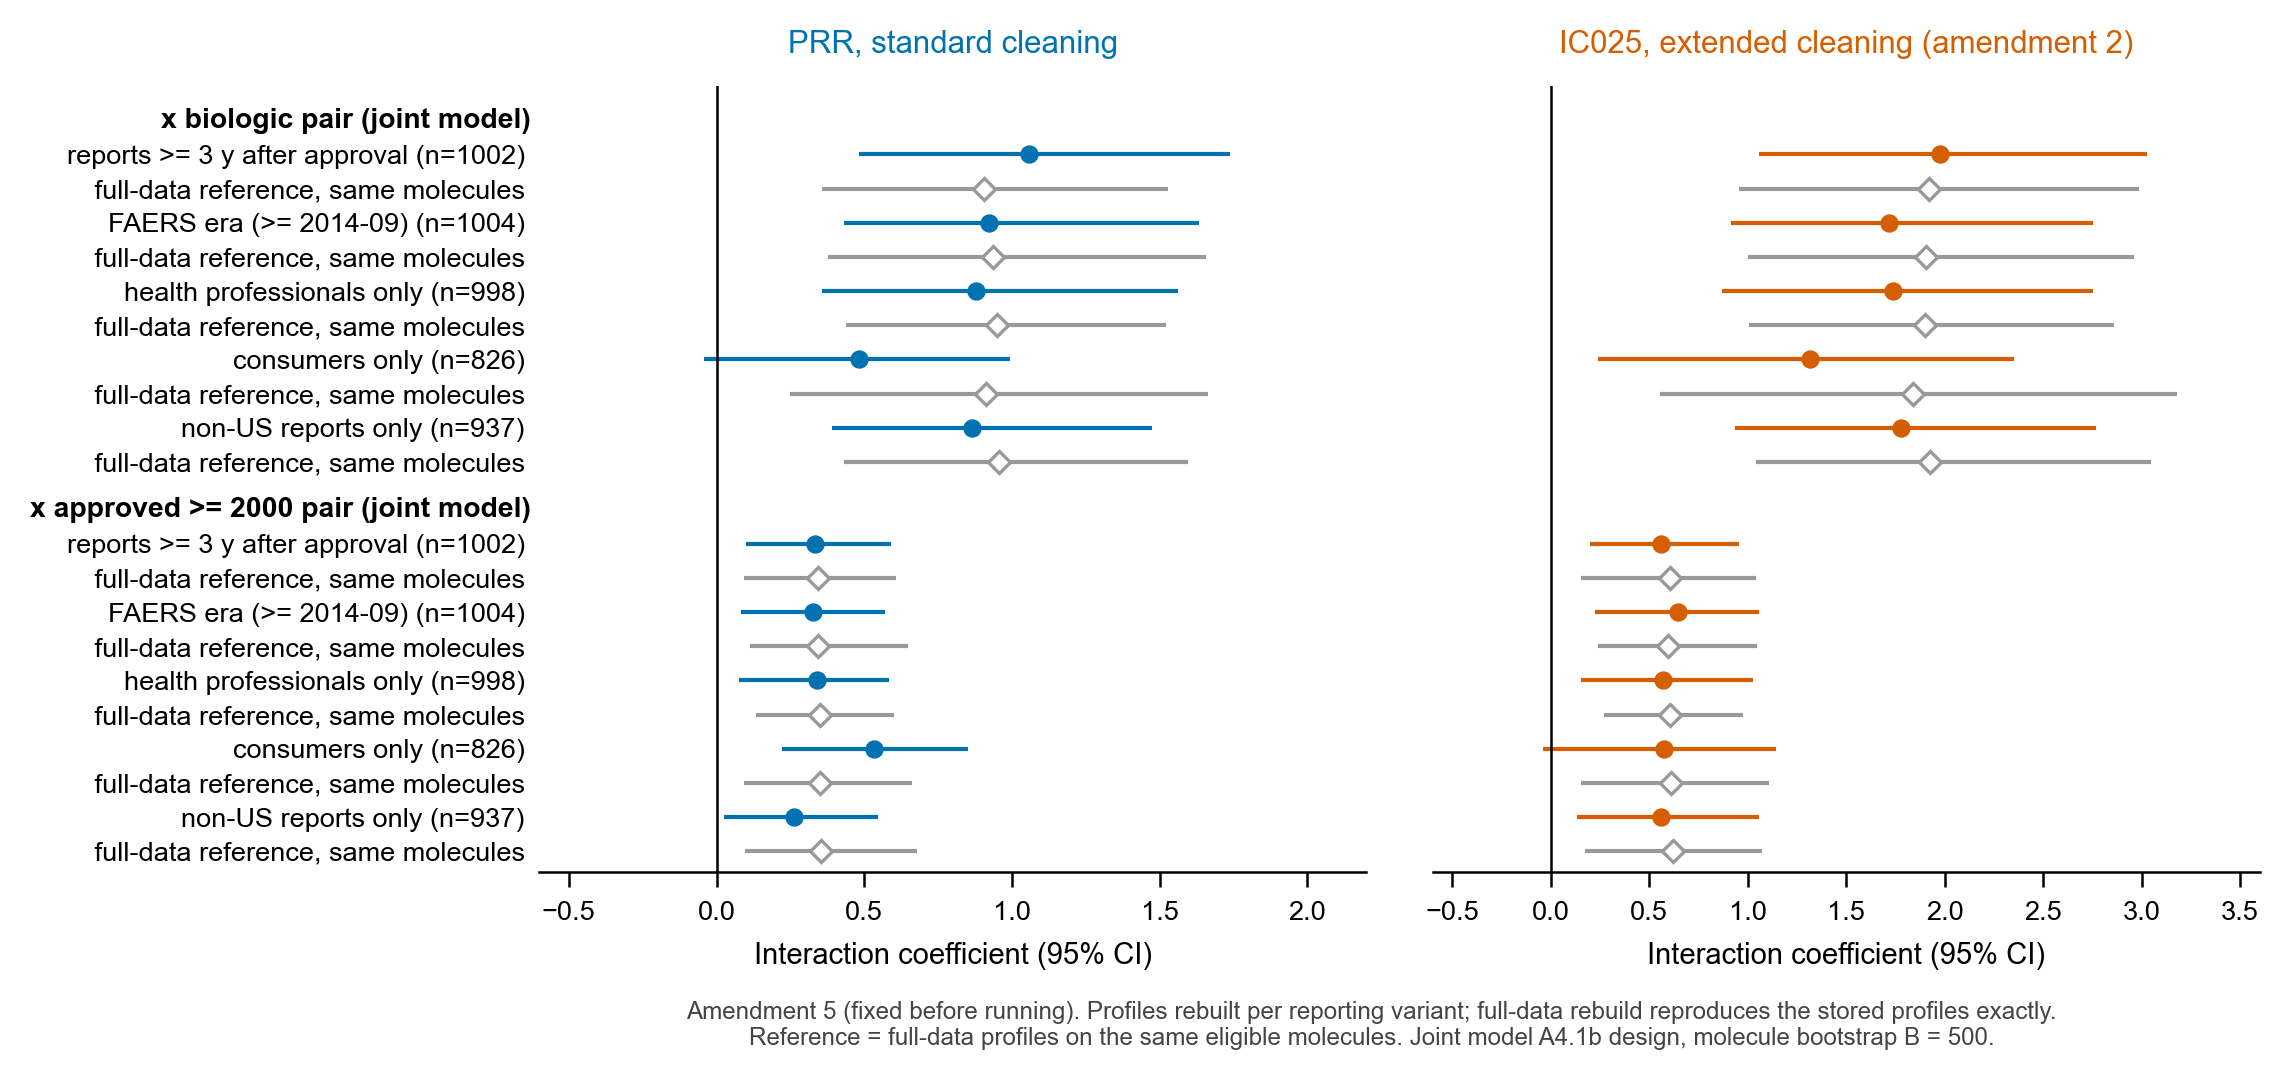 PRR, standard cleaning
IC025, extended cleaning (amendment 2)
x biologic pair (joint model)
reports >= 3 y after approval (n=1002)
full-data reference, same molecules
FAERS era (>= 2014-09) (n=1004)
full-data reference, same molecules
health professionals only (n=998)
full-data reference, same molecules
consumers only (n=826)
full-data reference, same molecules
non-US reports only (n=937)
full-data reference, same molecules
x approved >= 2000 pair (joint model)
reports >= 3 y after approval (n=1002)
full-data reference, same molecules
FAERS era (>= 2014-09) (n=1004)
full-data reference, same molecules
health professionals only (n=998)
full-data reference, same molecules
consumers only (n=826)
full-data reference, same molecules
non-US reports only (n=937)
full-data reference, same molecules
−0.5 0.0 0.5 1.0 1.5 2.0
−0.5 0.0 0.5 1.0 1.5 2.0 2.5 3.0 3.5
Interaction coefficient (95% CI)
Interaction coefficient (95% CI)
Amendment 5 (fixed before running). Profiles rebuilt per reporting variant; full-data rebuild reproduces the stored profiles exactly.
Reference = full-data profiles on the same eligible molecules. Joint model A4.1b design, molecule bootstrap B = 500.